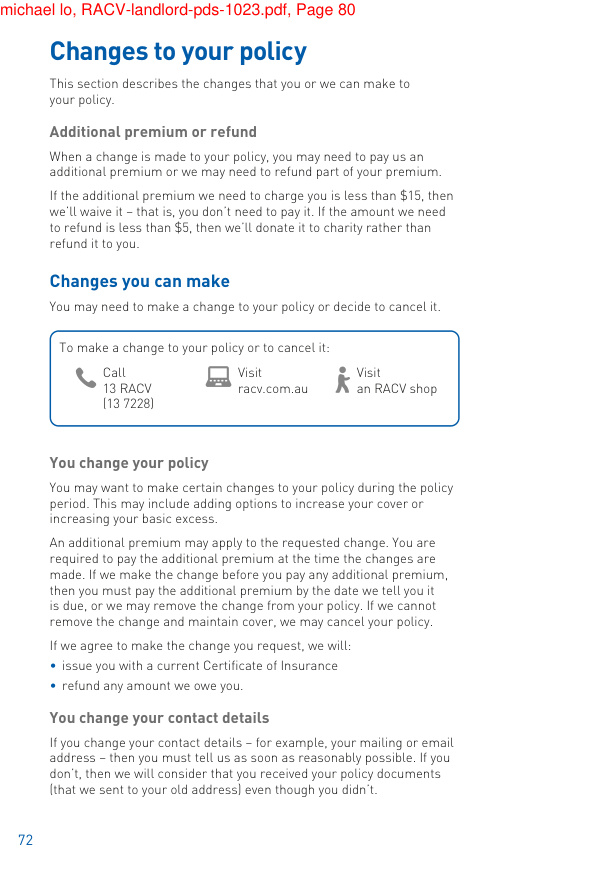 michael lo, RACV-landlord-pds-1023.pdf, Page 80
Changes to your policy
This section describes the changes that you or we can make to
your policy.
Additional premium or refund
When a change is made to your policy, you may need to pay us an
additional premium or we may need to refund part of your premium.
If the additional premium we need to charge you is less than $15, then
we'll waive it – that is, you don't need to pay it. If the amount we need
to refund is less than $5, then we'll donate it to charity rather than
refund it to you.
Changes you can make
You may need to make a change to your policy or decide to cancel it.
To make a change to your policy or to cancel it:
Call
13 RACV
(13 7228)
Visit
racv.com.au
Visit
an RACV shop
You change your policy
You may want to make certain changes to your policy during the policy
period. This may include adding options to increase your cover or
increasing your basic excess.
An additional premium may apply to the requested change. You are
required to pay the additional premium at the time the changes are
made. If we make the change before you pay any additional premium,
then you must pay the additional premium by the date we tell you it
is due, or we may remove the change from your policy. If we cannot
remove the change and maintain cover, we may cancel your policy.
If we agree to make the change you request, we will:
• issue you with a current Certificate of Insurance
• refund any amount we owe you.
You change your contact details
If you change your contact details – for example, your mailing or email
address – then you must tell us as soon as reasonably possible. If you
don't, then we will consider that you received your policy documents
(that we sent to your old address) even though you didn't.
72